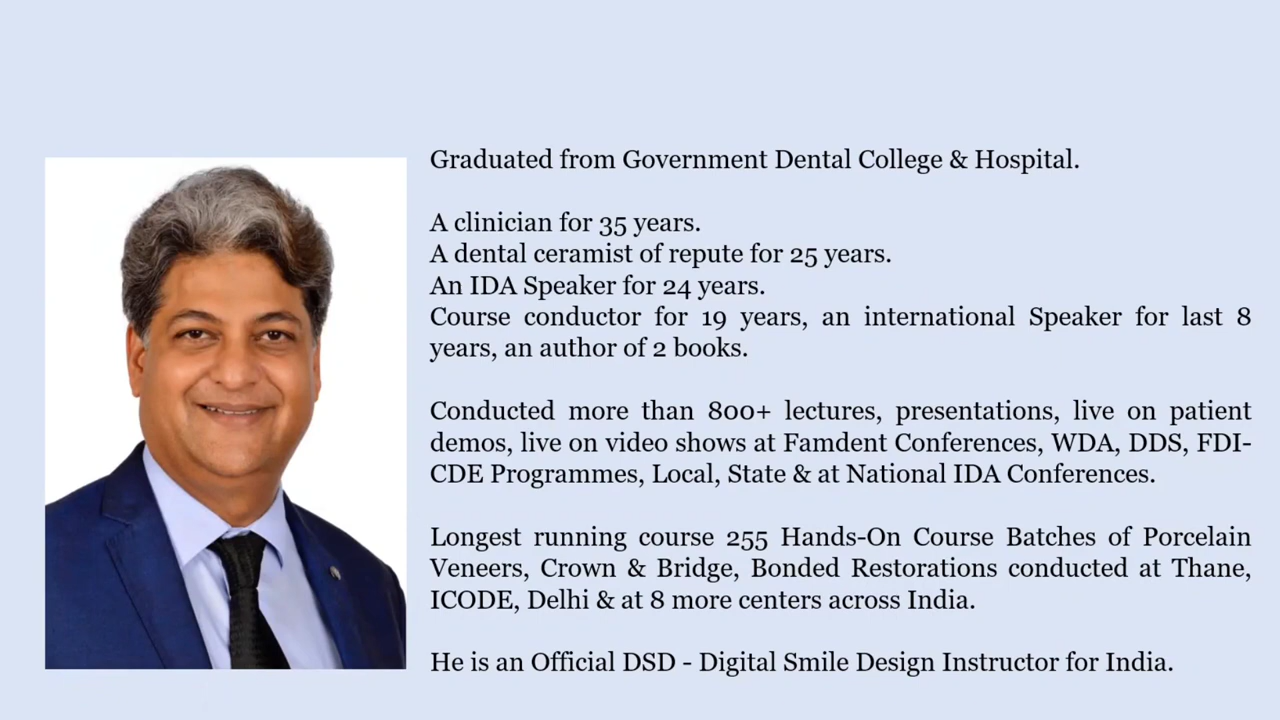 Graduated from Government Dental College & Hospital.
A clinician for 35 years.
A dental ceramist of repute for 25 years.
An IDA Speaker for 24 years.
Course conductor for 19 years, an international Speaker for last 8
years, an author of 2 books.
Conducted more than 800+ lectures, presentations, live on patient
demos, live on video shows at Famdent Conferences, WDA, DDS, FDI-
CDE Programmes, Local, State & at National IDA Conferences.
Longest running course 255 Hands-On Course Batches of Porcelain
Veneers, Crown & Bridge, Bonded Restorations conducted at Thane,
ICODE, Delhi & at 8 more centers across India.
He is an Official DSD - Digital Smile Design Instructor for India.